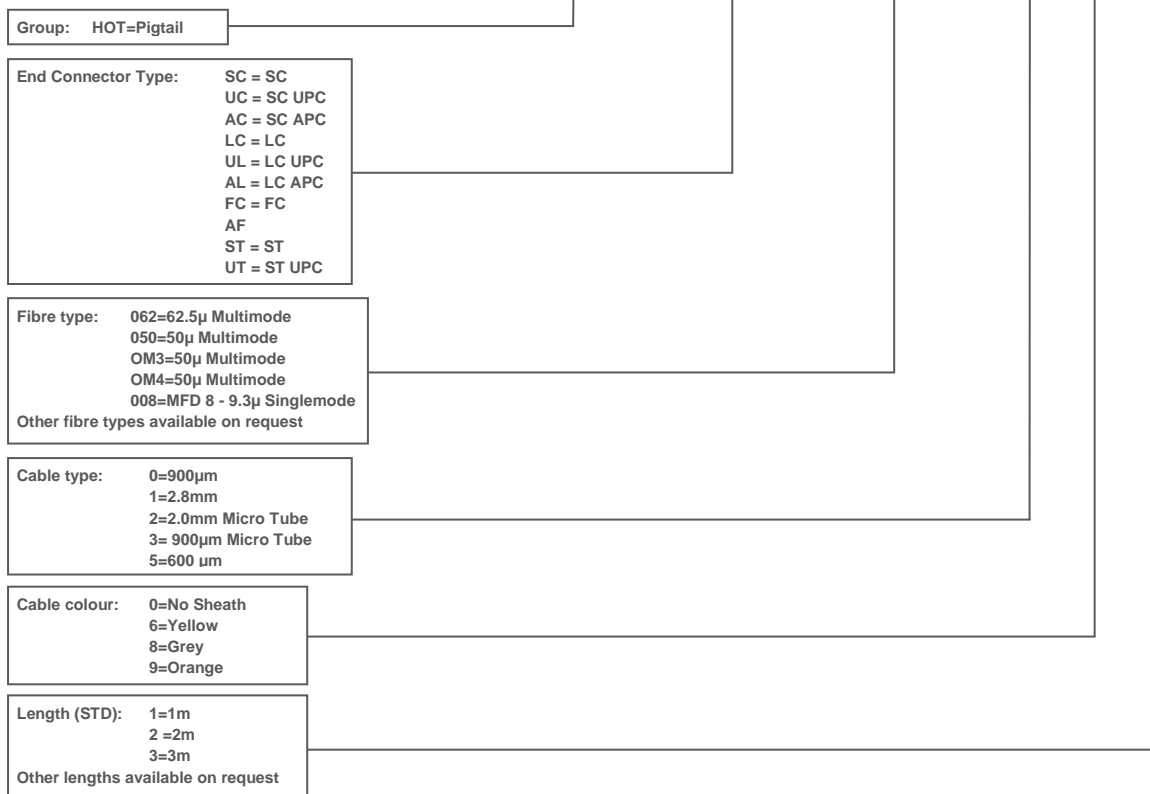 Group: HOT=Pigtail
End Connector Type: SC = SC
UC = SC UPC
AC = SC APC
LC = LC
UL = LC UPC
AL = LC APC
FC = FC
AF
ST = ST
UT = ST UPC
Fibre type: 062=62.5µ Multimode
050=50µ Multimode
OM3=50µ Multimode
OM4=50µ Multimode
008=MFD 8 - 9.3µ Singlemode
Other fibre types available on request
Cable type: 0=900µm
1=2.8mm
2=2.0mm Micro Tube
3= 900µm Micro Tube
5=600 µm
Cable colour: 0=No Sheath
6=Yellow
8=Grey
9=Orange
Length (STD): 1=1m
2 =2m
3=3m
Other lengths available on request